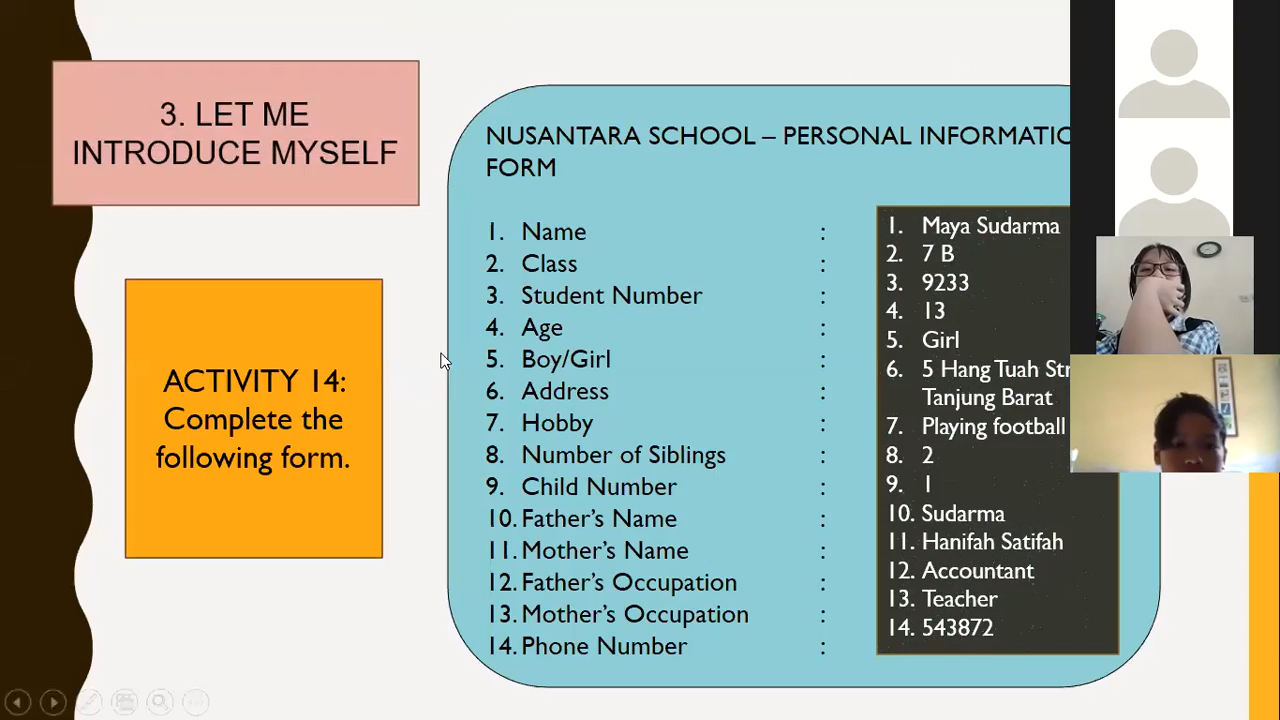 3. LET ME
INTRODUCE MYSELF
ACTIVITY 14:
Complete the
following form.
NUSANTARA SCHOOL – PERSONAL
FORM
1. Name :
2. Class :
3. Student Number :
4. Age :
5. Boy/Girl :
6. Address :
7. Hobby :
8. Number of Siblings :
9. Child Number :
10. Father’s Name :
11. Mother’s Name :
12. Father’s Occupation :
13. Mother’s Occupation :
14. Phone Number :
1. Maya Sudarma
2. 7 B
3. 9233
4. 13
5. Girl
6. 5 Hang Tuah
Tanjung Barat
7. Playing football
8. 2
9. 1
10. Sudarma
11. Hanifah Satifah
12. Accountant
13. Teacher
14. 543872